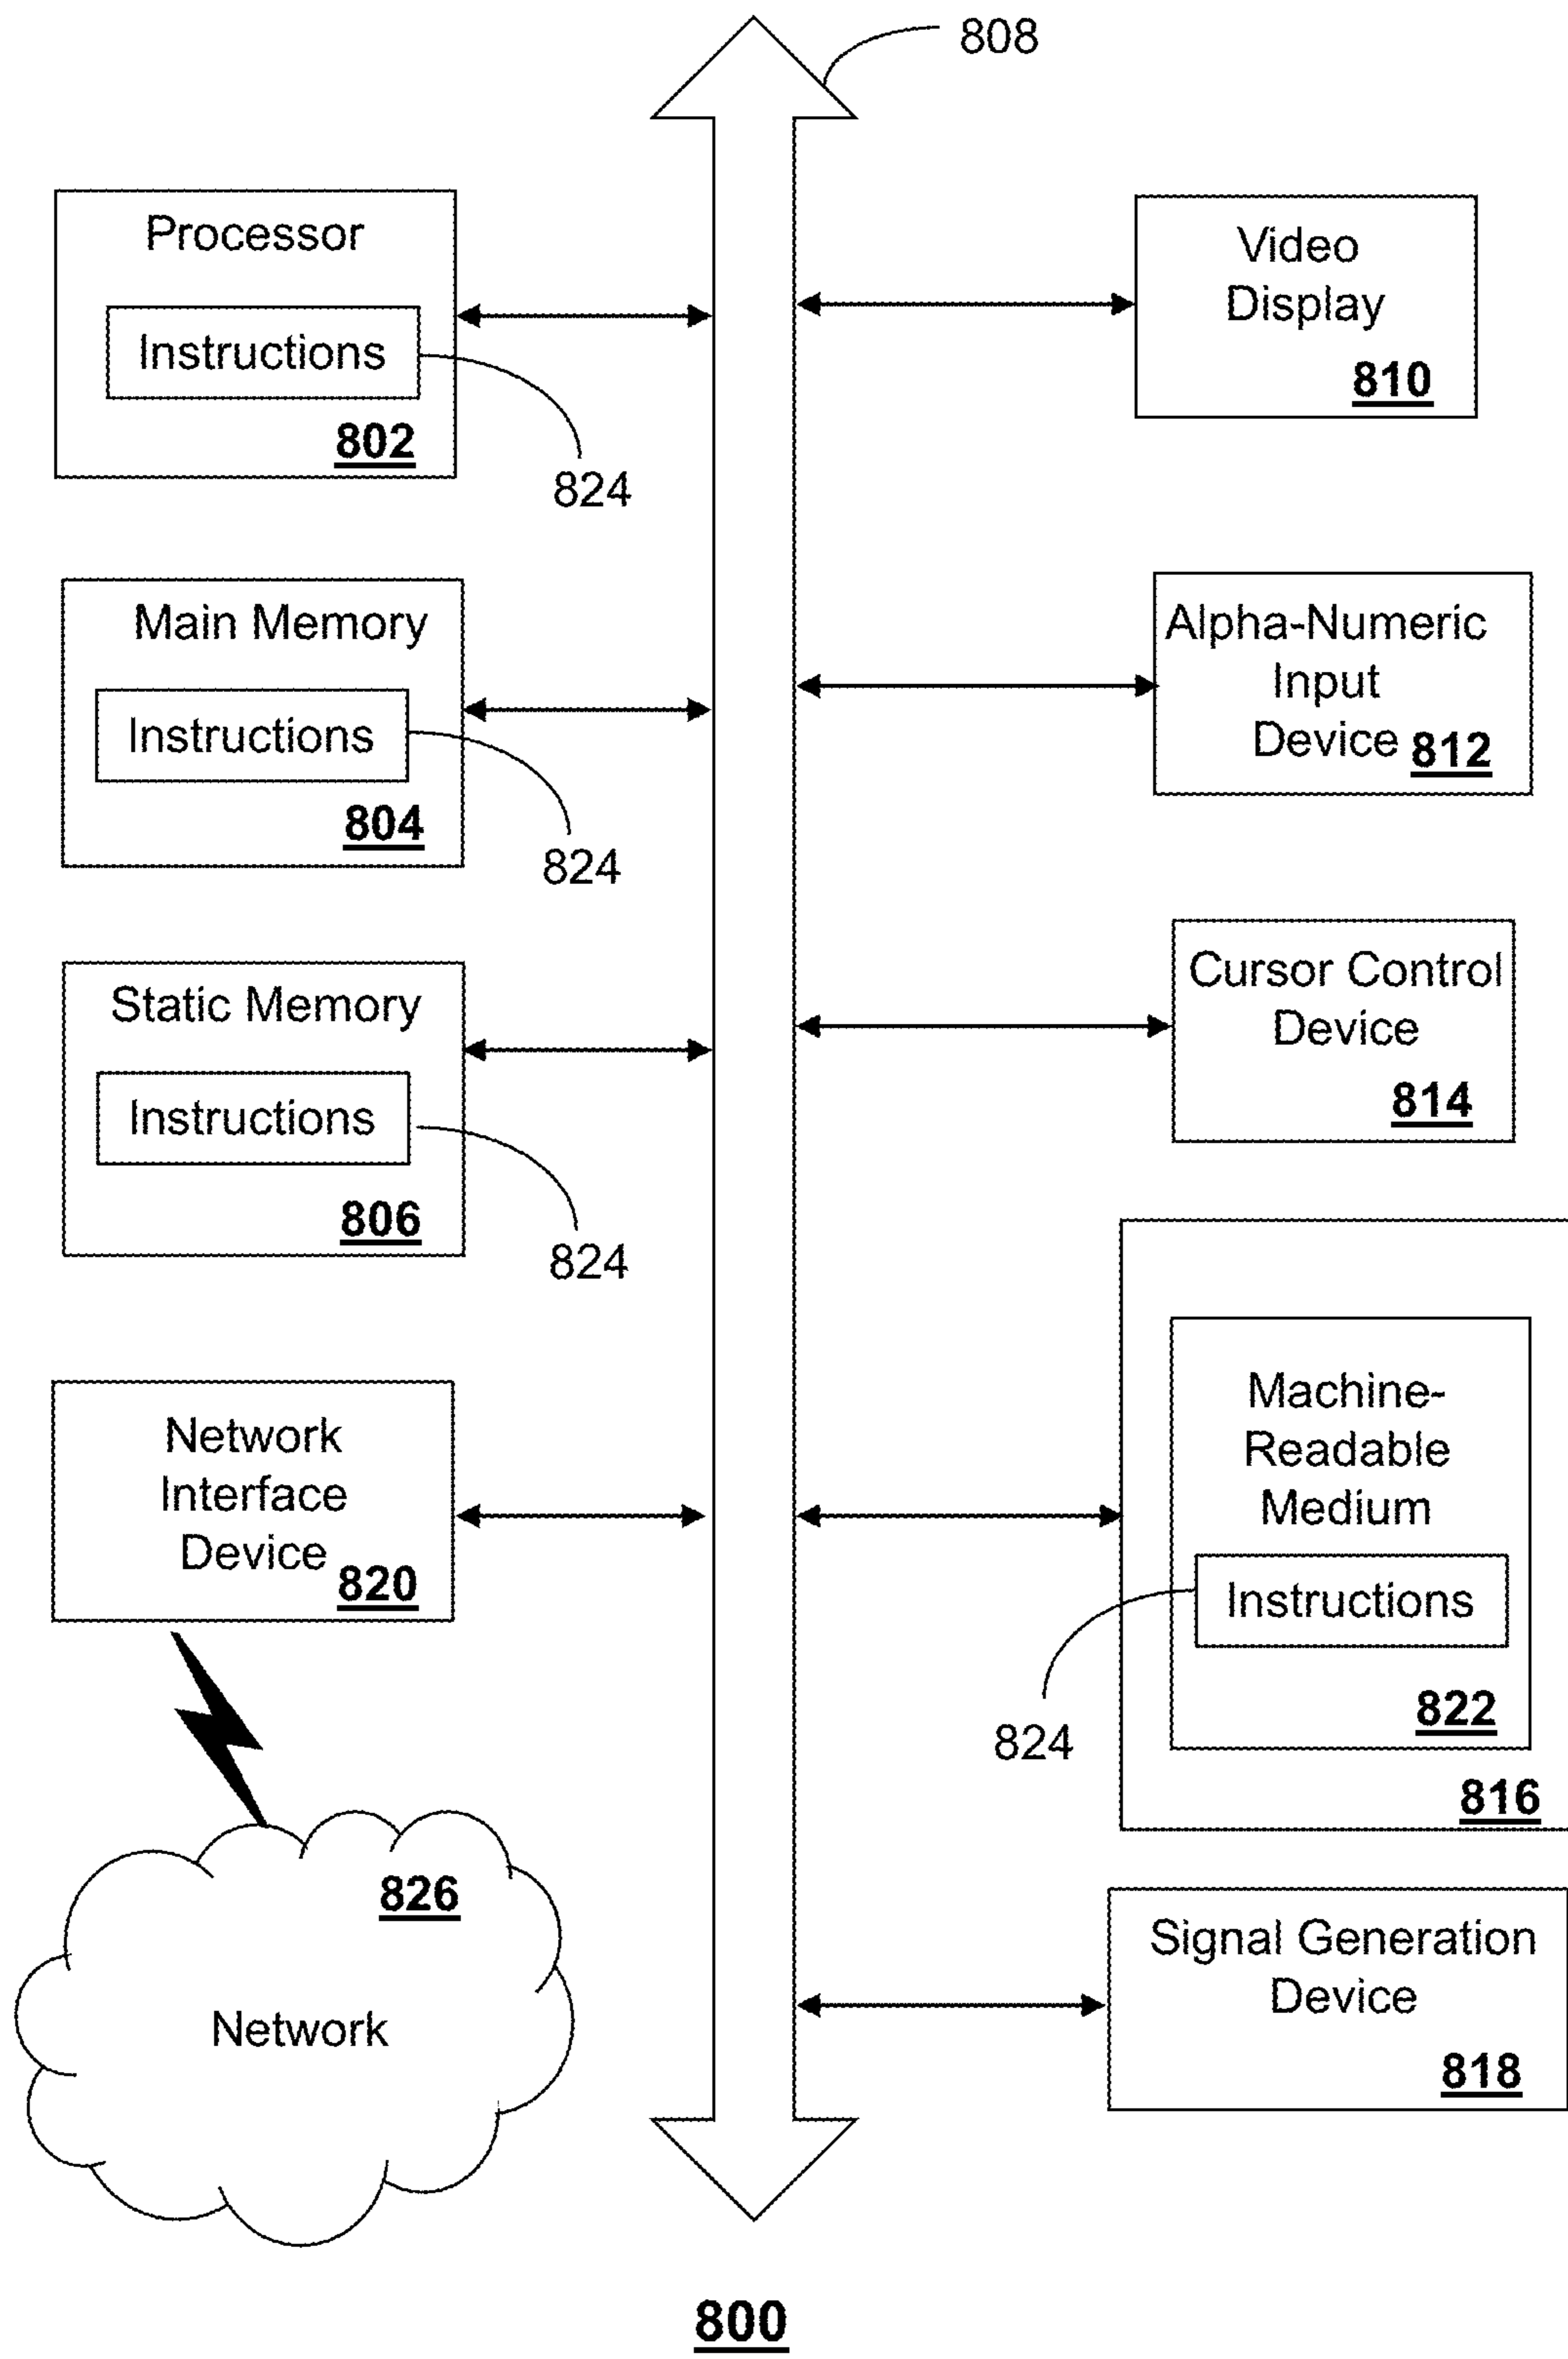 808
Processor
Instructions
802
824
Main Memory
Instructions
804
824
Static Memory
Instructions
806
824
Network
Interface
Device
820
826
Network
Video
Display
810
Alpha-Numeric
Input
Device
812
Cursor Control
Device
814
Machine-
Readable
Medium
Instructions
824
822
816
Signal Generation
Device
818
800